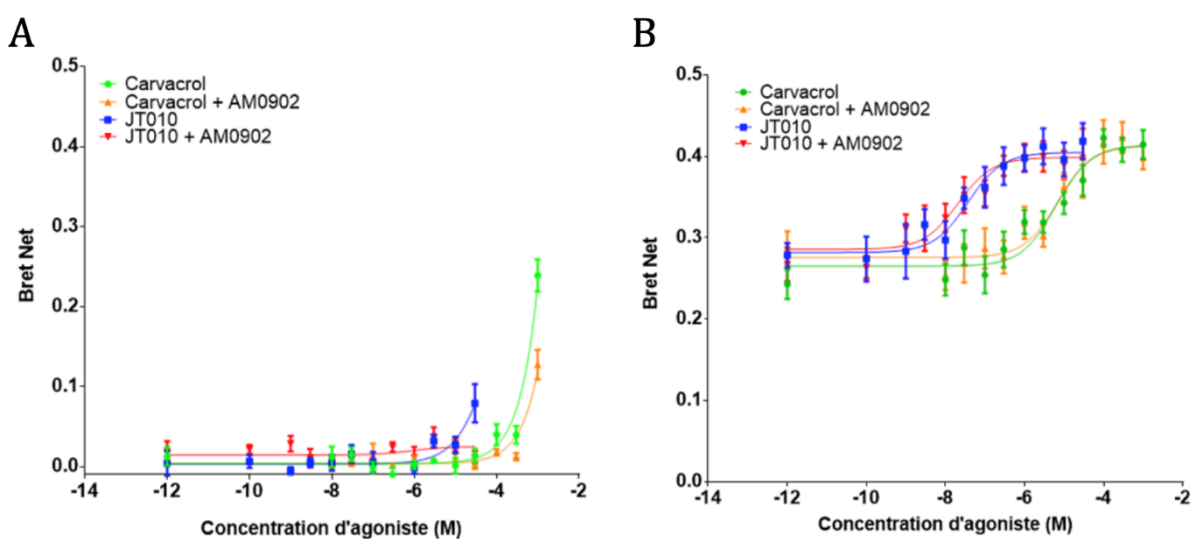 A
0.5
Carvacrol
Carvacrol + AM0902
JT010
JT010 + AM0902
0.4
0.3
0.2
0.1
0.0
Bret Net
-14
-12
-10
-8
-6
-4
-2
Concentration d'agoniste (M)
B
0.5
Carvacrol
Carvacrol + AM0902
JT010
JT010 + AM0902
0.4
0.3
0.2
0.1
0.0
Bret Net
-14
-12
-10
-8
-6
-4
-2
Concentration d'agoniste (M)